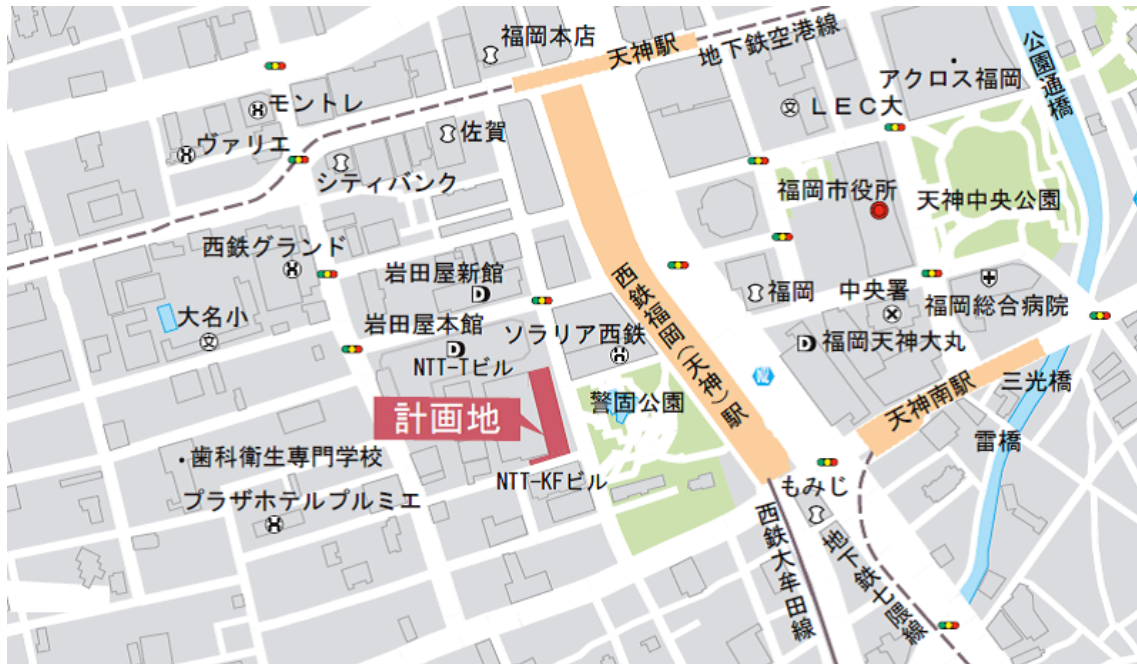 福岡本店
天神駅
地下鉄空港線
公園通橋
アクロス福岡
モントレ
LEC大
佐賀
ヴァリエ
シティバンク
福岡市役所
天神中央公園
西鉄グランド
岩田屋新館
西鉄福岡(天神)駅
福岡
中央署
福岡総合病院
大名小
岩田屋本館
ソラリア西鉄
福岡天神大丸
NTT-Tビル
天神南駅
三光橋
計画地
警固公園
雷橋
歯科衛生専門学校
NTT-KFビル
もみじ
プラザホテルプルミエ
西鉄大牟田線
地下鉄七隈線